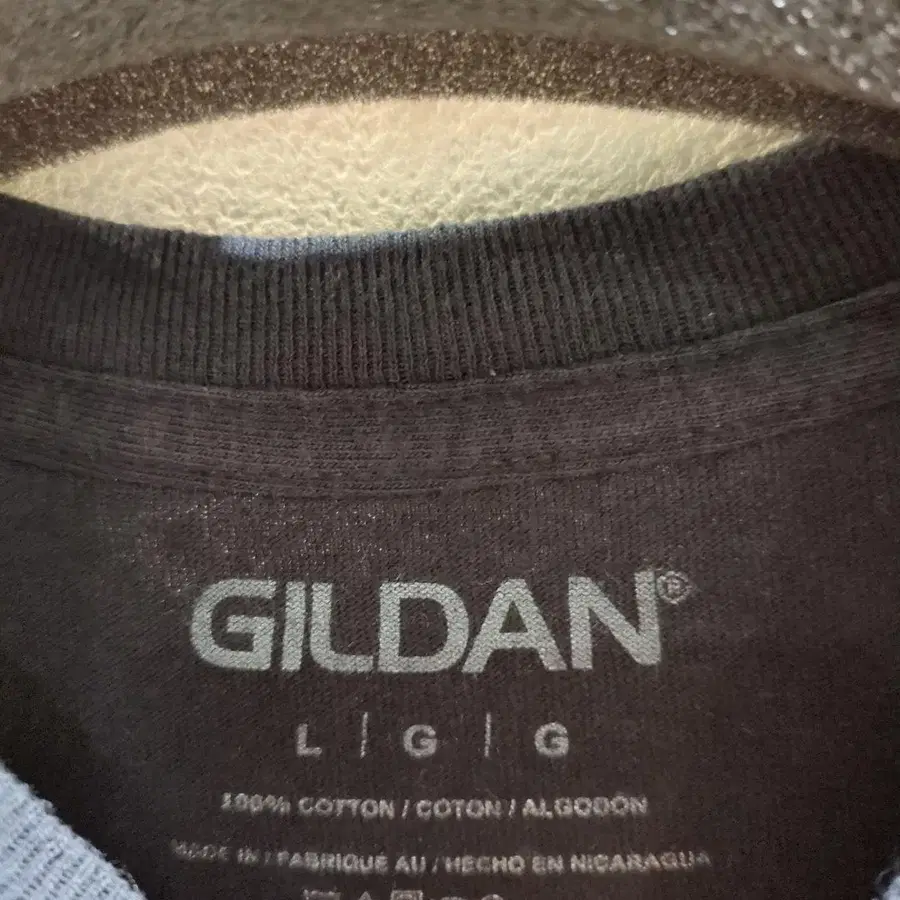 GILDAN®
L | G | G
100% COTTON / COTON / ALGODÓN
MADE IN / FABRIQUE AU / HECHO EN NICARAGUA